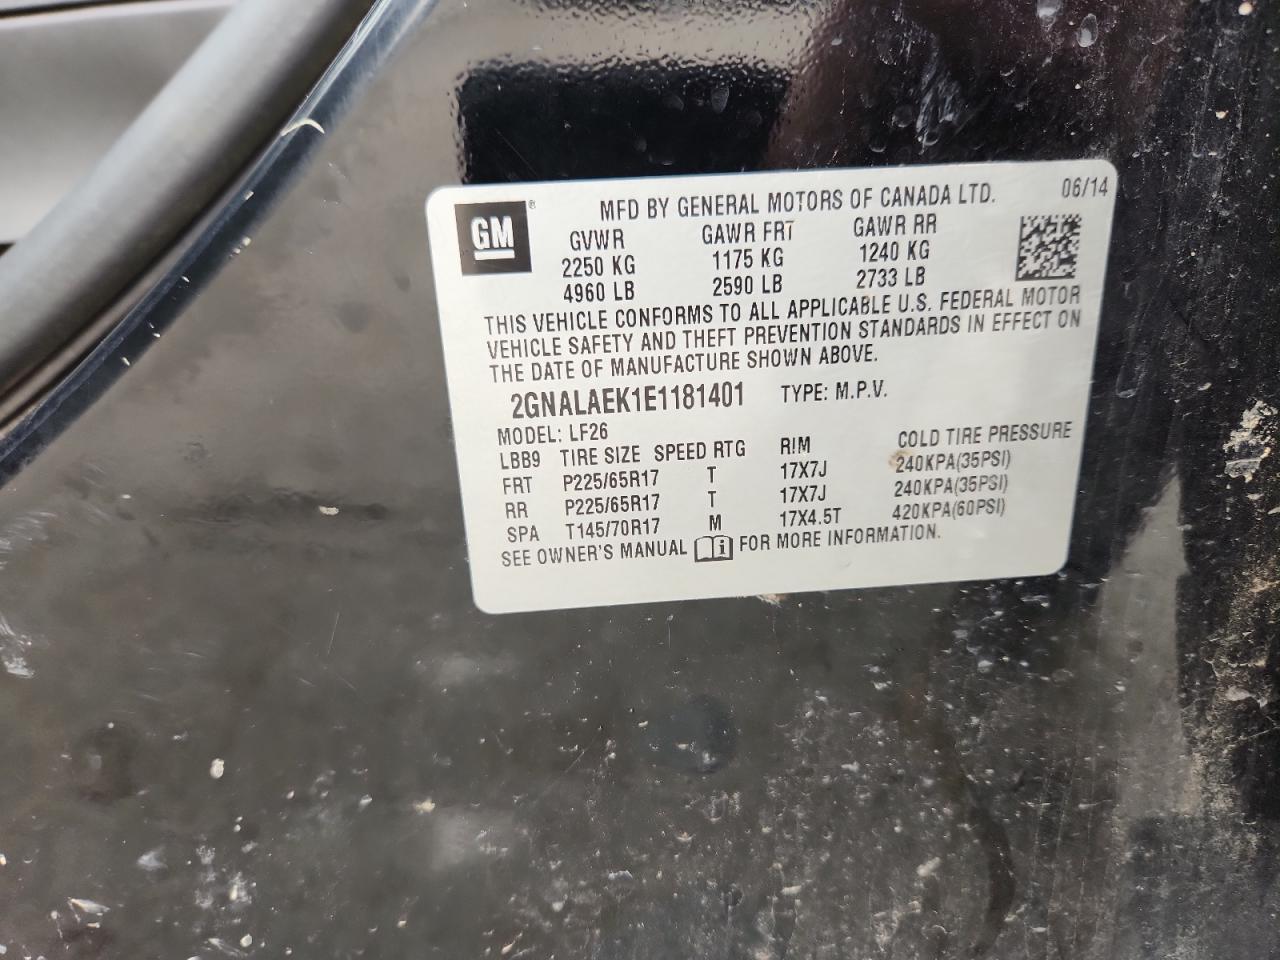 MFD BY GENERAL MOTORS OF CANADA LTD. 06/14
GM ®
GVWR GAWR FRT GAWR RR
2250 KG 1175 KG 1240 KG
4960 LB 2590 LB 2733 LB
THIS VEHICLE CONFORMS TO ALL APPLICABLE U.S. FEDERAL MOTOR
VEHICLE SAFETY AND THEFT PREVENTION STANDARDS IN EFFECT ON
THE DATE OF MANUFACTURE SHOWN ABOVE.
2GNALAEK1E1181401 TYPE: M.P.V.
MODEL: LF26
LBB9 TIRE SIZE SPEED RTG RIM COLD TIRE PRESSURE
FRT P225/65R17 T 17X7J 240KPA(35PSI)
RR P225/65R17 T 17X7J 240KPA(35PSI)
SPA T145/70R17 M 17X4.5T 420KPA(60PSI)
SEE OWNER'S MANUAL i FOR MORE INFORMATION.